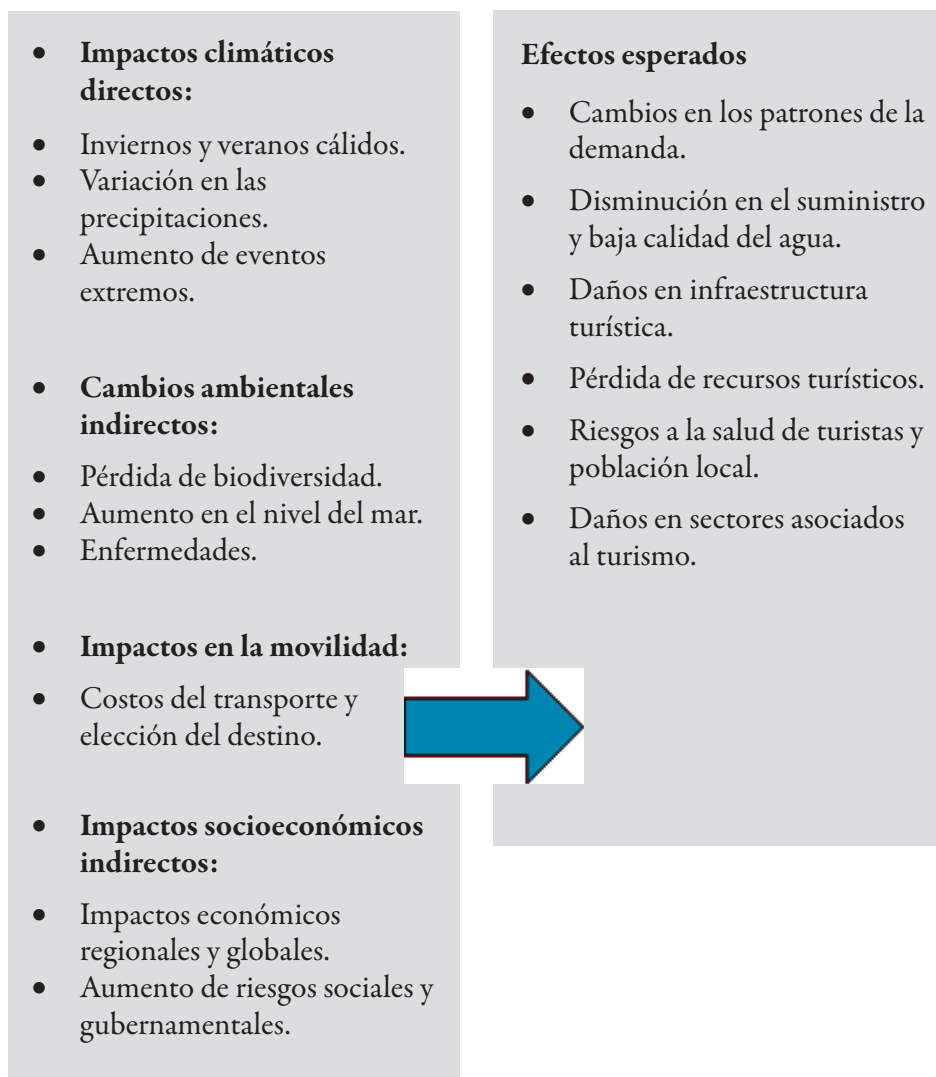 • Impactos climáticos
directos:
• Inviernos y veranos cálidos.
• Variación en las
precipitaciones.
• Aumento de eventos
extremos.
• Cambios ambientales
indirectos:
• Pérdida de biodiversidad.
• Aumento en el nivel del mar.
• Enfermedades.
• Impactos en la movilidad:
• Costos del transporte y
elección del destino.
• Impactos socioeconómicos
indirectos:
• Impactos económicos
regionales y globales.
• Aumento de riesgos sociales y
gubernamentales.
Efectos esperados
• Cambios en los patrones de la
demanda.
• Disminución en el suministro
y baja calidad del agua.
• Daños en infraestructura
turística.
• Pérdida de recursos turísticos.
• Riesgos a la salud de turistas y
población local.
• Daños en sectores asociados
al turismo.